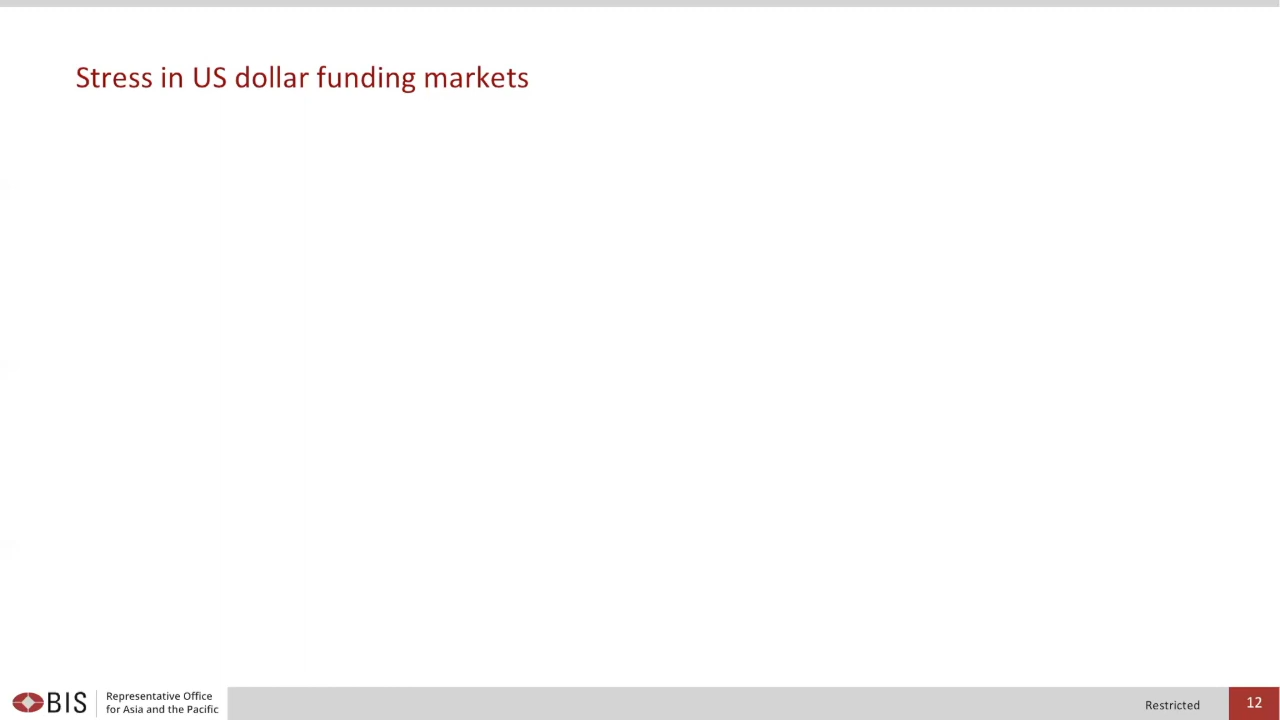 Stress in US dollar funding markets
BIS
Representative Office
for Asia and the Pacific
Restricted
12